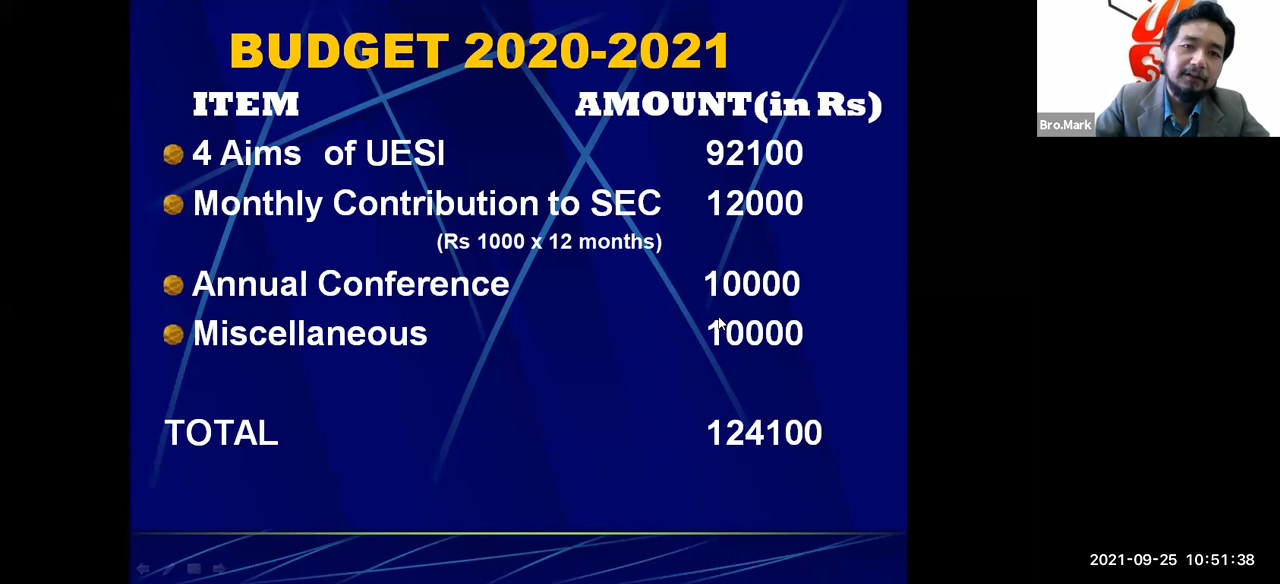 BUDGET 2020-2021
ITEM AMOUNT(in Rs)
4 Aims of UESI 92100
Monthly Contribution to SEC 12000
(Rs 1000 x 12 months)
Annual Conference 10000
Miscellaneous 10000
TOTAL 124100
Bro.Mark
2021-09-25 10:51:38